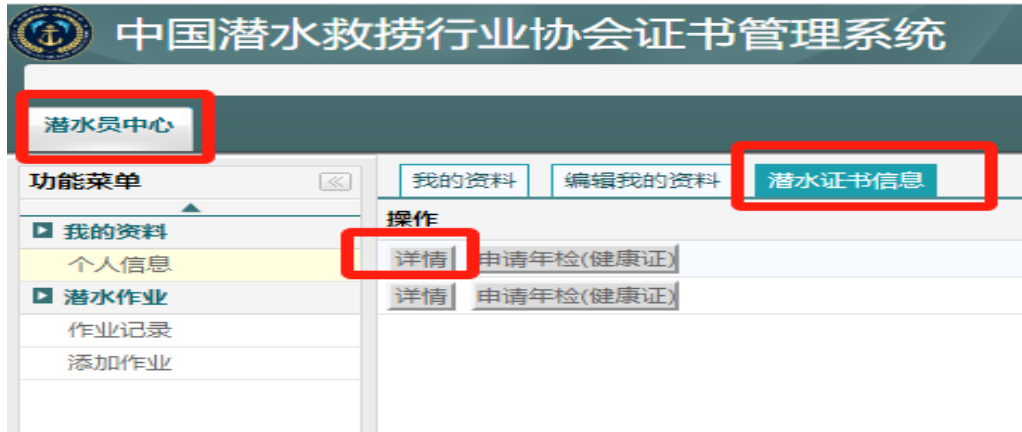 中国潜水救捞行业协会证书管理系统
潜水员中心
功能菜单
我的资料 编辑我的资料 潜水证书信息
操作
我的资料
个人信息
详情 申请年检(健康证)
潜水作业
详情 申请年检(健康证)
作业记录
添加作业